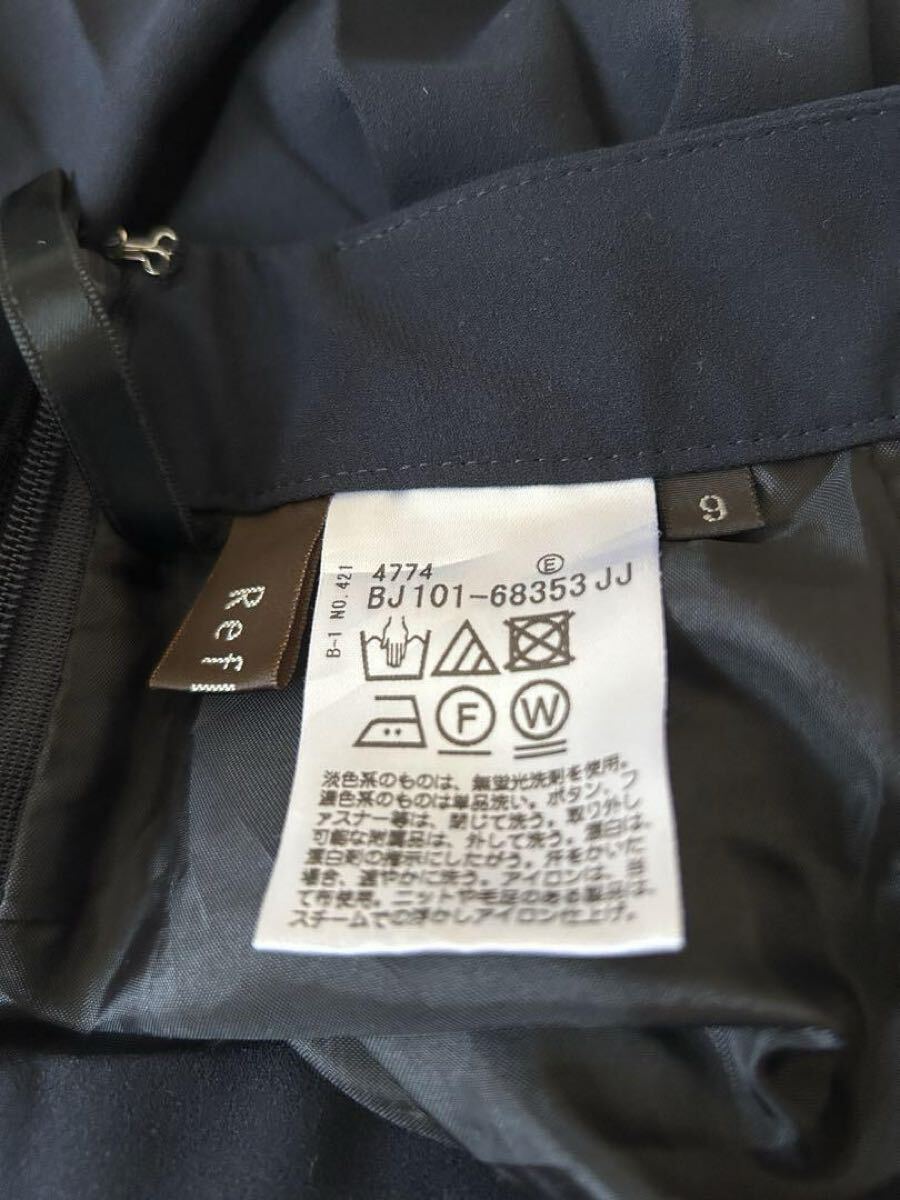 9
Ref
B-1 NO.421
4774 E
BJ101-68353JJ
F W
淡色系のものは、無蛍光洗剤を使用。
濃色系のものは単品洗い。ボタン、フ
ァスナー等は、閉じて洗う。取り外し
可能な附属品は、外して洗う。漂白は、
漂白剤の指示にしたがう。汗をかいた
場合、速やかに洗う。アイロンは、当
て布使用。ニットや毛足のある製品は、
スチームでの浮かしアイロン仕上げ。